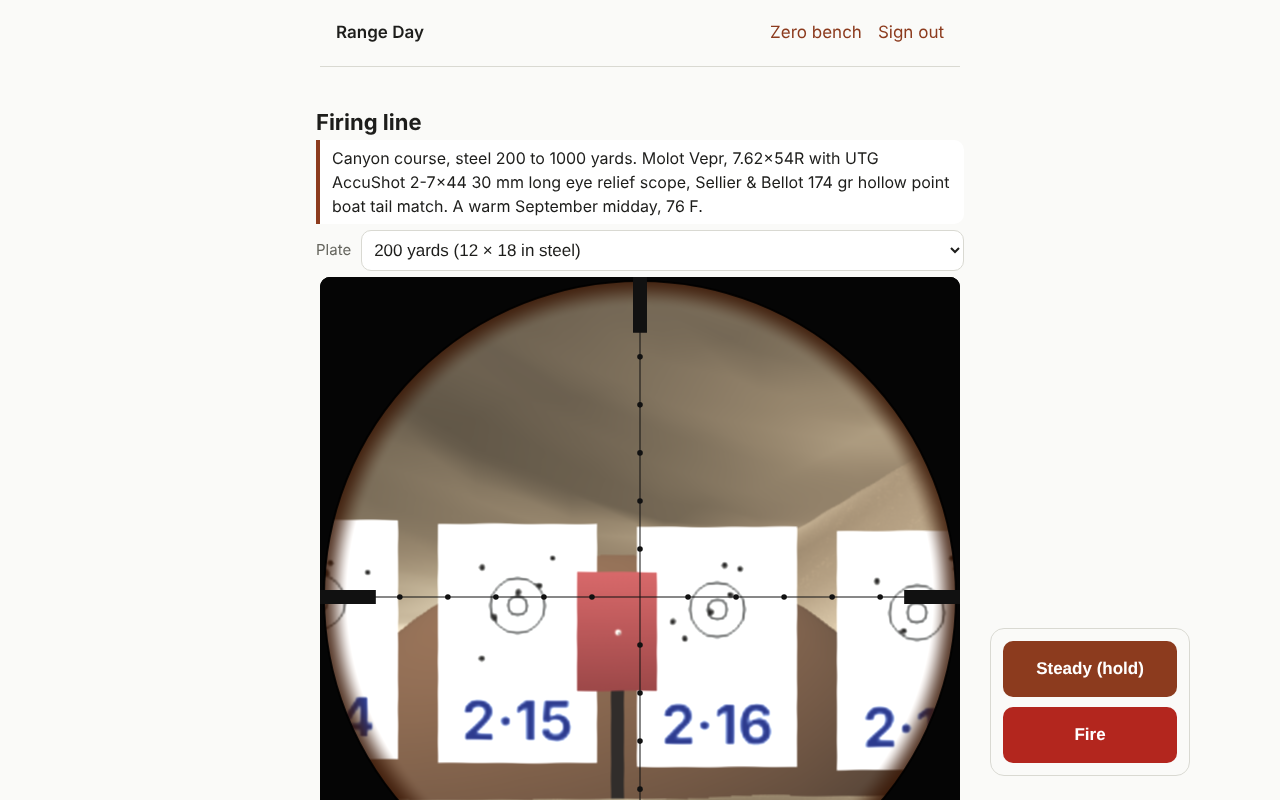 Range Day
Zero bench
Sign out
Firing line
Canyon course, steel 200 to 1000 yards. Molot Vepr, 7.62×54R with UTG
AccuShot 2-7×44 30 mm long eye relief scope, Sellier & Bellot 174 gr hollow point
boat tail match. A warm September midday, 76 F.
Plate
200 yards (12 × 18 in steel)
4
2·15
2·16
2·
Steady (hold)
Fire